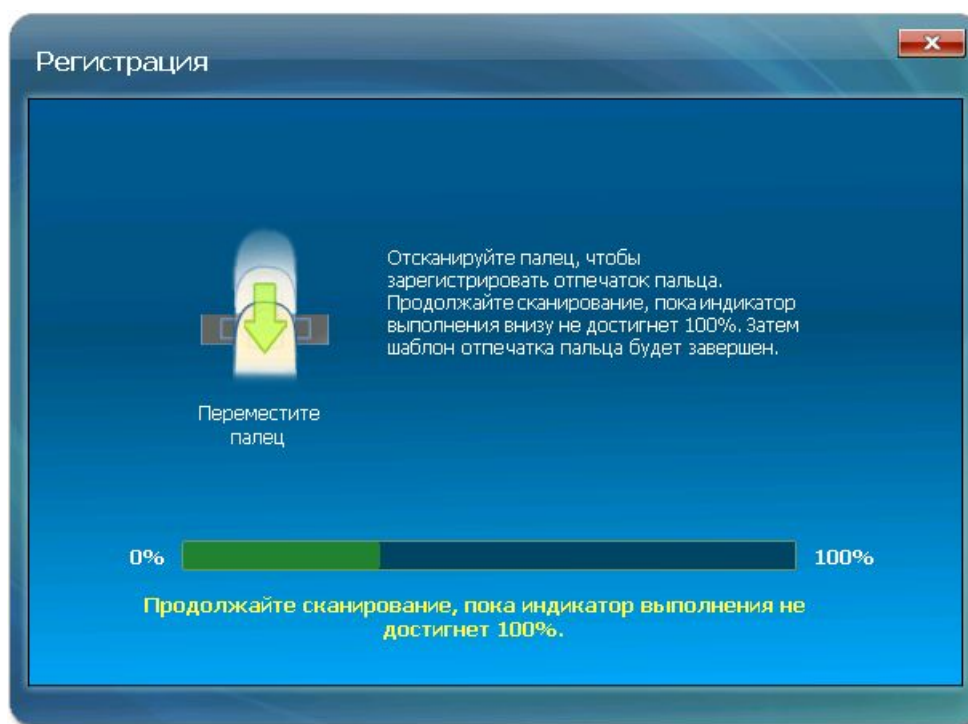 Регистрация
Отсканируйте палец, чтобы
зарегистрировать отпечаток пальца.
Продолжайте сканирование, пока индикатор
выполнения внизу не достигнет 100%. Затем
шаблон отпечатка пальца будет завершен.
Переместите
палец
0% 100%
Продолжайте сканирование, пока индикатор выполнения не
достигнет 100%.